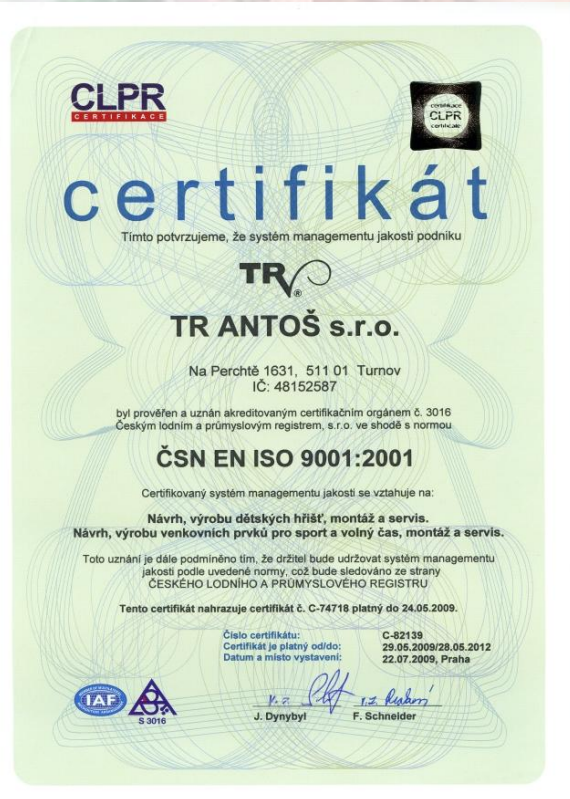 CLPR
CERTIFIKACE
certifikace
CLPR
certificate
certifikát
Tímto potvrzujeme, že systém managementu jakosti podniku
TR
®
TR ANTOŠ s.r.o.
Na Perchtě 1631, 511 01 Turnov
IČ: 48152587
byl prověřen a uznán akreditovaným certifikačním orgánem č. 3016
Českým lodním a průmyslovým registrem, s.r.o. ve shodě s normou
ČSN EN ISO 9001:2001
Certifikovaný systém managementu jakosti se vztahuje na:
Návrh, výrobu dětských hřišť, montáž a servis.
Návrh, výrobu venkovních prvků pro sport a volný čas, montáž a servis.
Toto uznání je dále podmíněno tím, že držitel bude udržovat systém managementu
jakosti podle uvedené normy, což bude sledováno ze strany
ČESKÉHO LODNÍHO A PRŮMYSLOVÉHO REGISTRU
Tento certifikát nahrazuje certifikát č. C-74718 platný do 24.05.2009.
Číslo certifikátu: C-82139
Certifikát je platný od/do: 29.05.2009/28.05.2012
Datum a místo vystavení: 22.07.2009, Praha
IAF
S 3016
J. Dynybyl F. Schneider